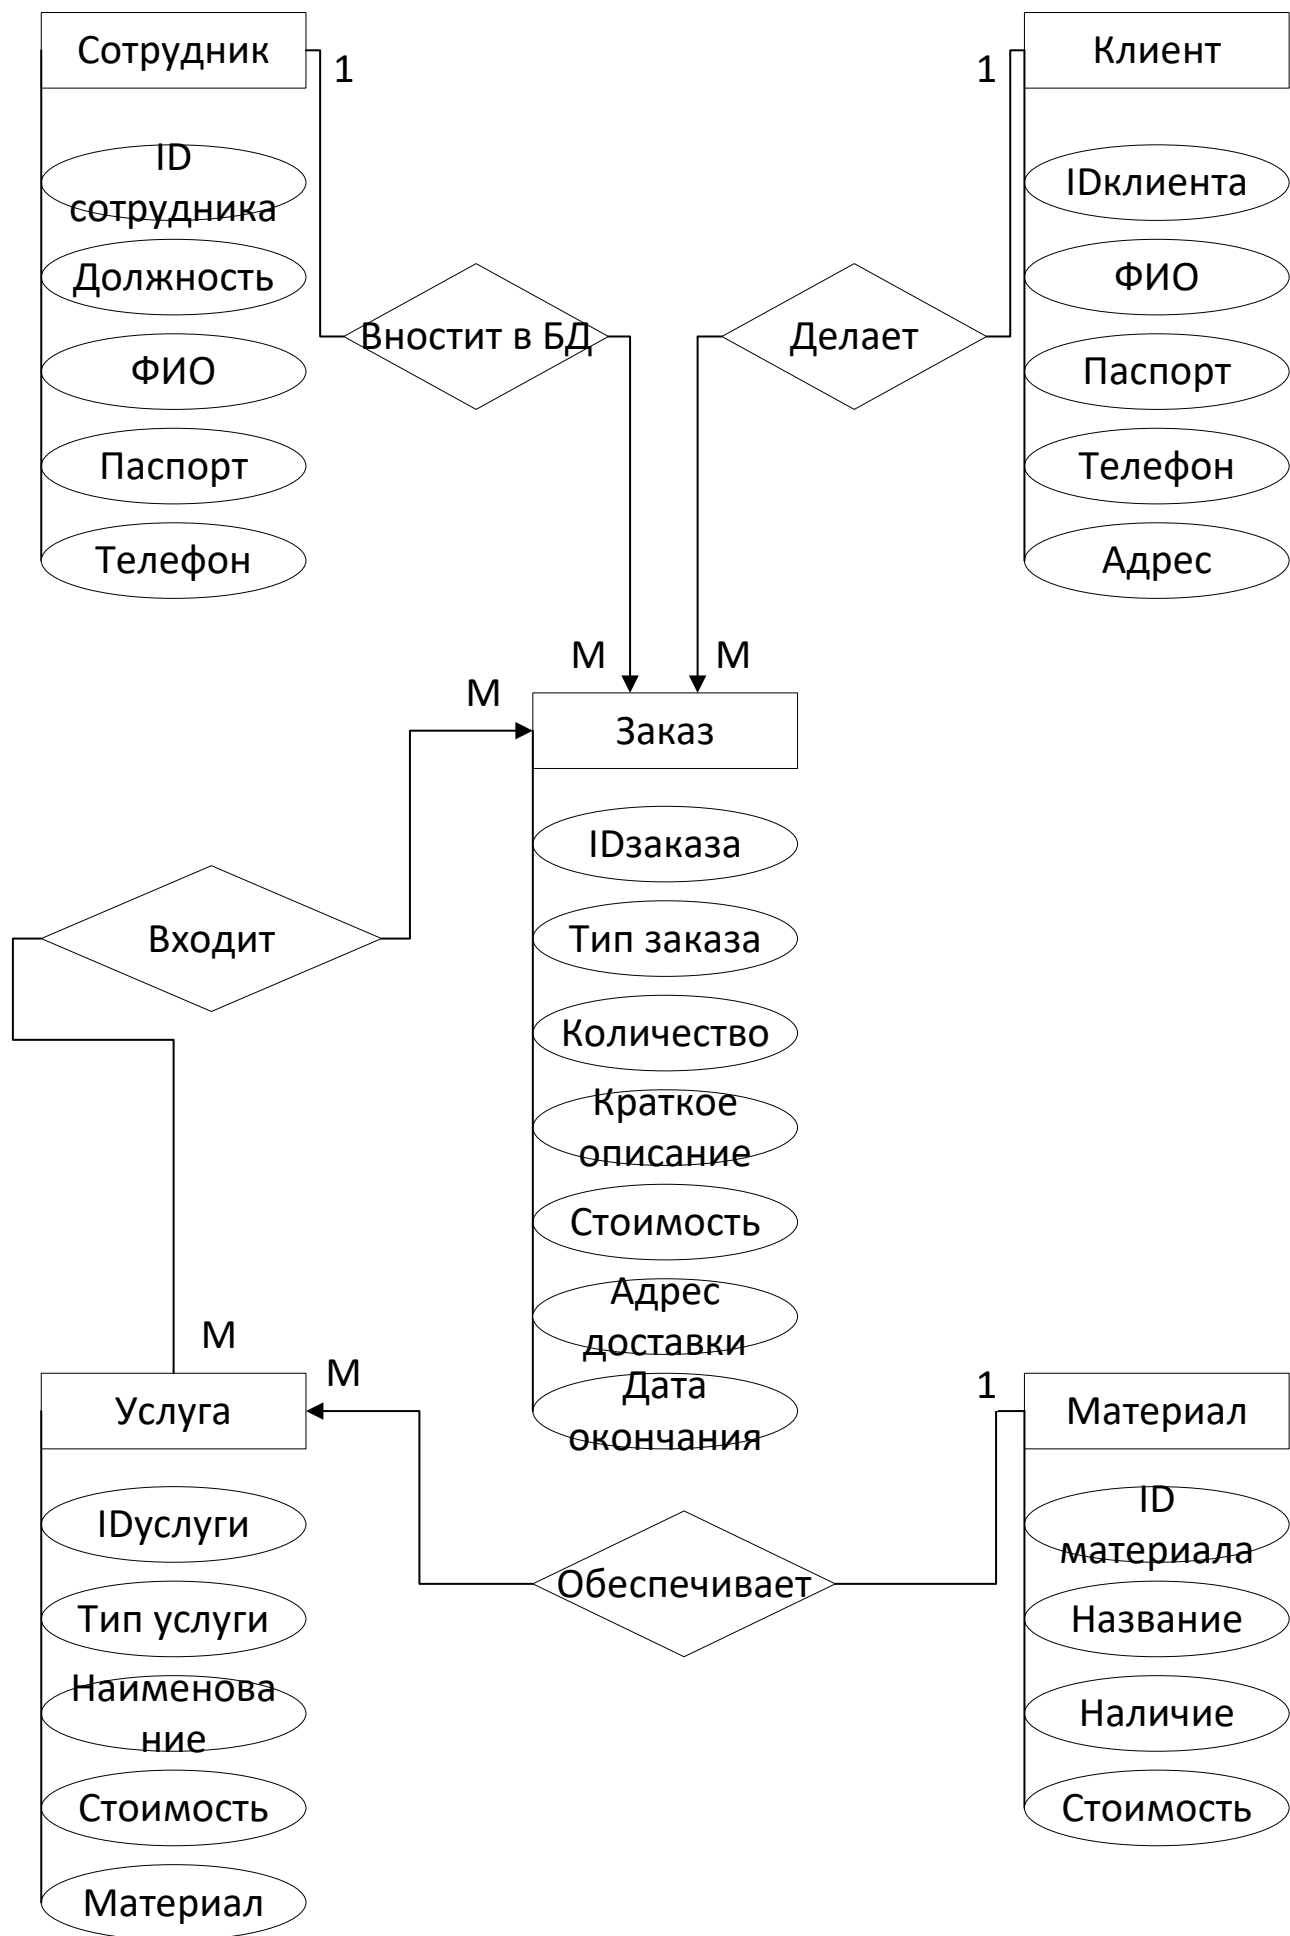 Сотрудник
1
ID
сотрудника
Должность
ФИО
Паспорт
Телефон
Вностит в БД
1
Клиент
IDклиента
ФИО
Паспорт
Телефон
Адрес
Делает
М
М
М
Заказ
IDзаказа
Тип заказа
Количество
Краткое
описание
Стоимость
Адрес
доставки
Дата
окончания
Входит
М
М
Услуга
IDуслуги
Тип услуги
Наименова
ние
Стоимость
Материал
Обеспечивает
1
Материал
ID
материала
Название
Наличие
Стоимость